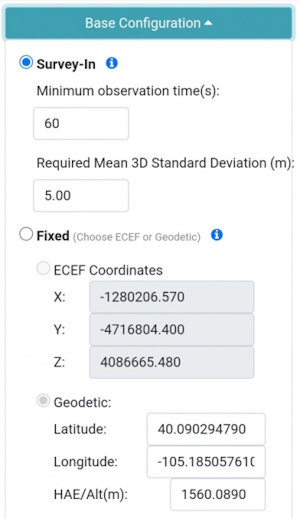 Base Configuration
Survey-In
Minimum observation time(s):
60
Required Mean 3D Standard Deviation (m):
5.00
Fixed (Choose ECEF or Geodetic)
ECEF Coordinates
X: -1280206.570
Y: -4716804.400
Z: 4086665.480
Geodetic:
Latitude: 40.090294790
Longitude: -105.185057610
HAE/Alt(m): 1560.0890